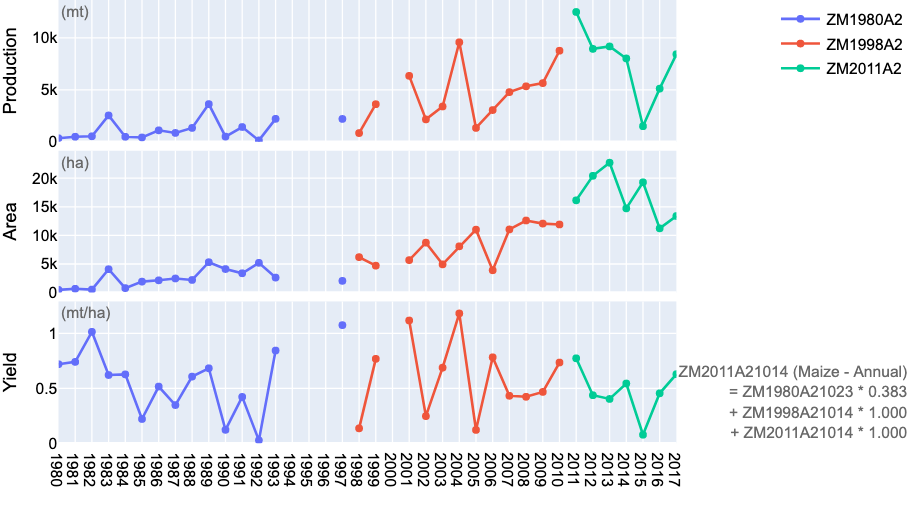 (mt)
Production
10k
5k
0
ZM1980A2
ZM1998A2
ZM2011A2
(ha)
Area
20k
15k
10k
5k
0
(mt/ha)
Yield
1
0.5
0
ZM2011A21014 (Maize - Annual)
= ZM1980A21023 * 0.383
+ ZM1998A21014 * 1.000
+ ZM2011A21014 * 1.000
1980
1981
1982
1983
1984
1985
1986
1987
1988
1989
1990
1991
1992
1993
1994
1995
1996
1997
1998
1999
2000
2001
2002
2003
2004
2005
2006
2007
2008
2009
2010
2011
2012
2013
2014
2015
2016
2017